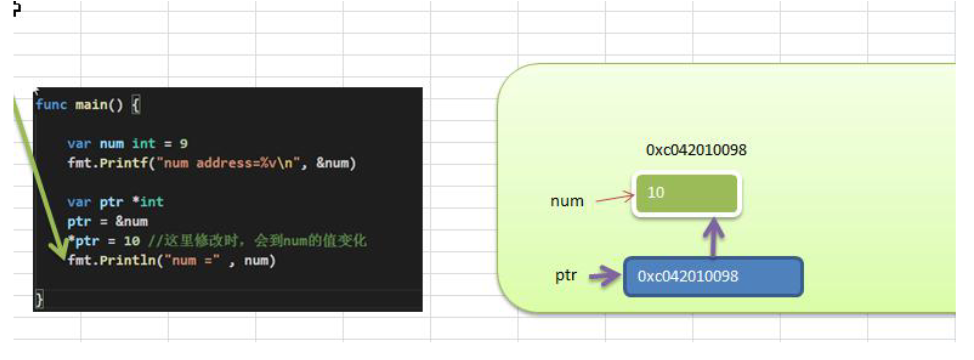 func main() {
var num int = 9
fmt.Printf("num address=%v\n", &num)
var ptr *int
ptr = &num
*ptr = 10 //这里修改时，会到num的值变化
fmt.Println("num =" , num)
}
0xc042010098
num
10
ptr
0xc042010098